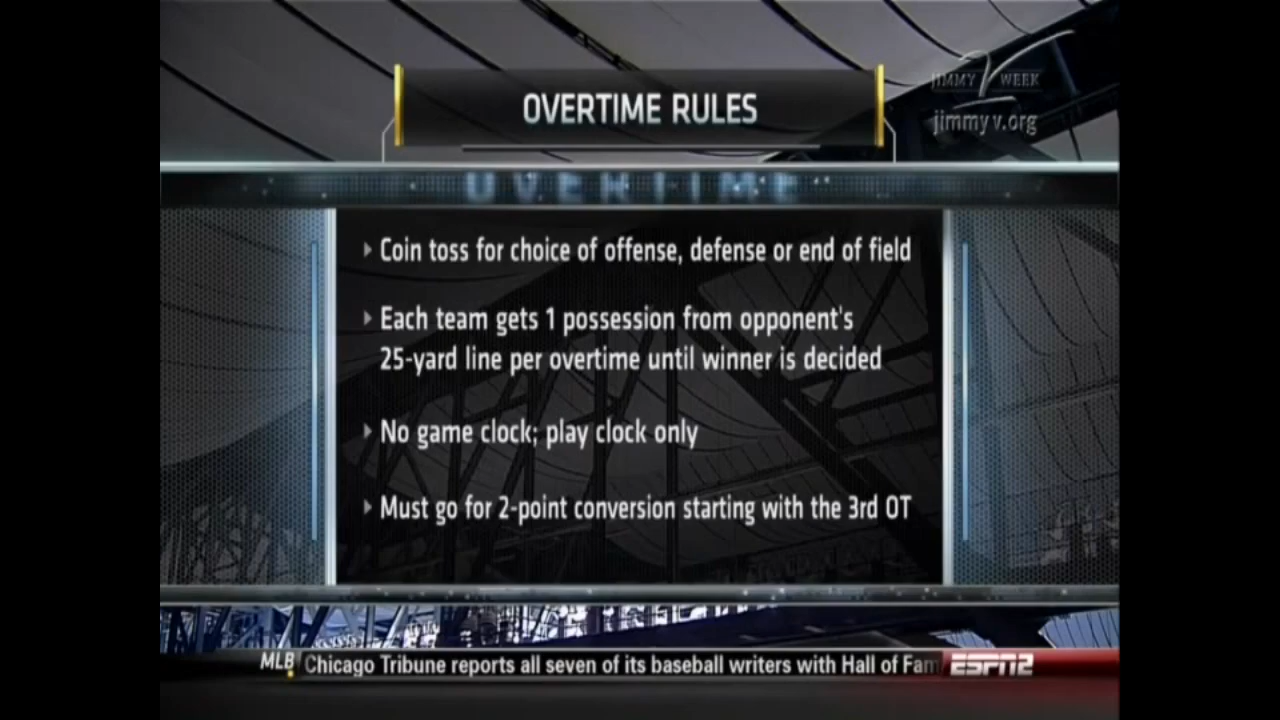 JIMMY V WEEK
jimmyv.org
OVERTIME RULES
OVERTIME
Coin toss for choice of offense, defense or end of field
Each team gets 1 possession from opponent's
25-yard line per overtime until winner is decided
No game clock; play clock only
Must go for 2-point conversion starting with the 3rd OT
MLB Chicago Tribune reports all seven of its baseball writers with Hall of Fam
ESPN2